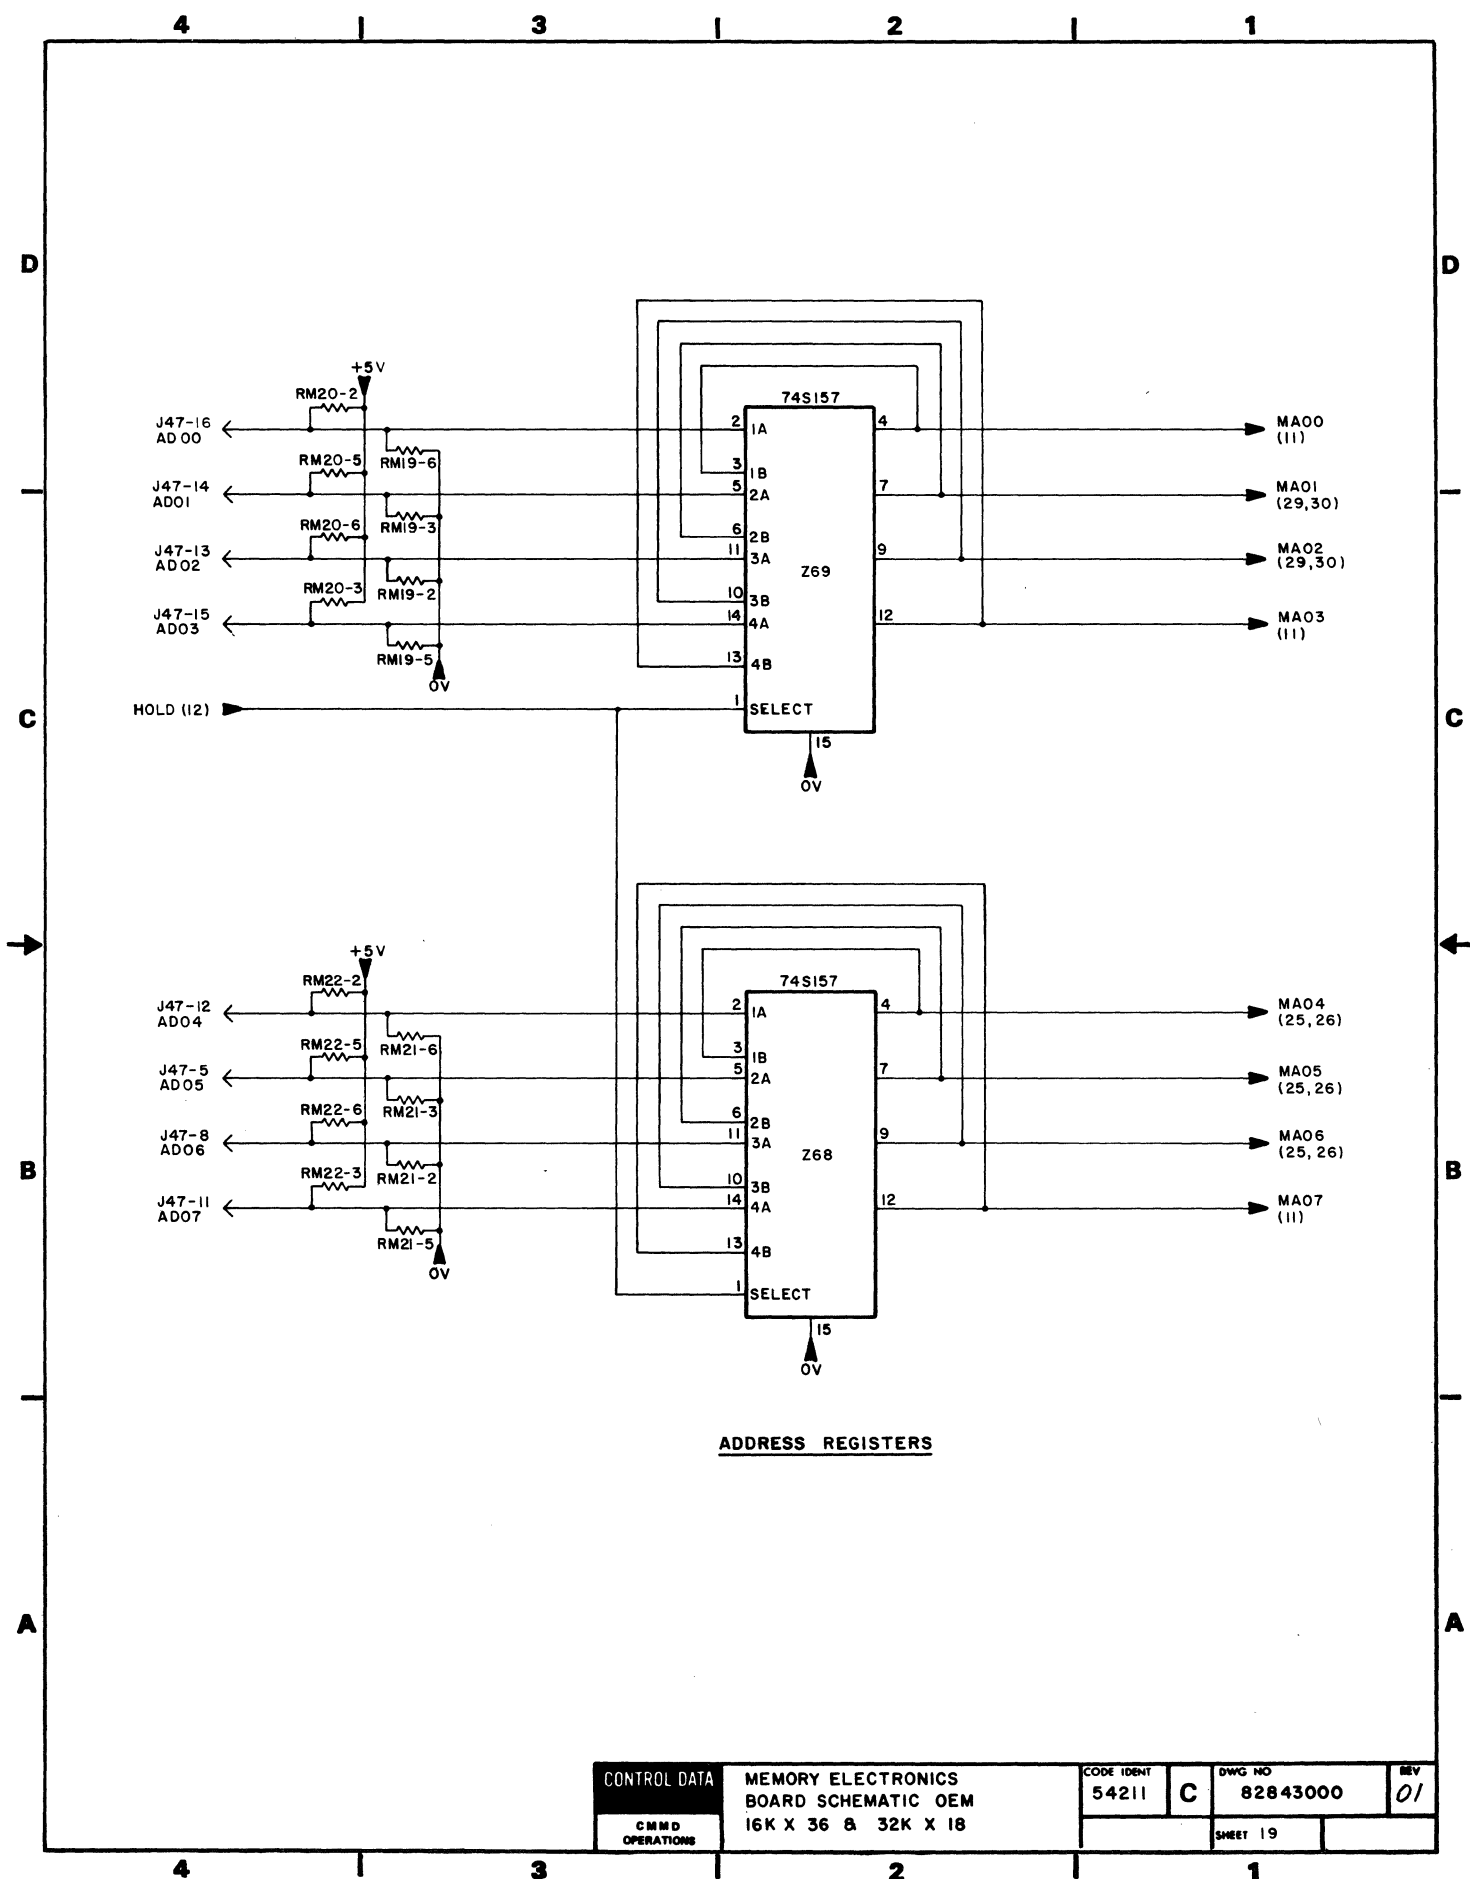 4 3 2 1
D D
+5V
RM20-2
74S157
J47-16
AD00
2 1A
4
MA00
(11)
RM20-5
RM19-6
3 1B
J47-14
AD01
5 2A
7
MA01
(29,30)
RM20-6
RM19-3
6 2B
J47-13
AD02
11 3A
9
MA02
(29,30)
Z69
RM20-3
RM19-2
10 3B
J47-15
AD03
14 4A
12
MA03
(11)
RM19-5
13 4B
0V
HOLD (12)
1 SELECT
C C
15
0V
+5V
RM22-2
74S157
J47-12
AD04
2 1A
4
MA04
(25,26)
RM22-5
RM21-6
3 1B
J47-5
AD05
5 2A
7
MA05
(25,26)
RM22-6
RM21-3
6 2B
J47-8
AD06
11 3A
9
MA06
(25,26)
Z68
B B
RM22-3
RM21-2
10 3B
J47-11
AD07
14 4A
12
MA07
(11)
RM21-5
13 4B
0V
1 SELECT
15
0V
ADDRESS REGISTERS
A A
CONTROL DATA
CMMD
OPERATIONS
MEMORY ELECTRONICS
BOARD SCHEMATIC OEM
16K X 36 & 32K X 18
CODE IDENT
54211
C
DWG NO
82843000
REV
01
SHEET 19
4 3 2 1